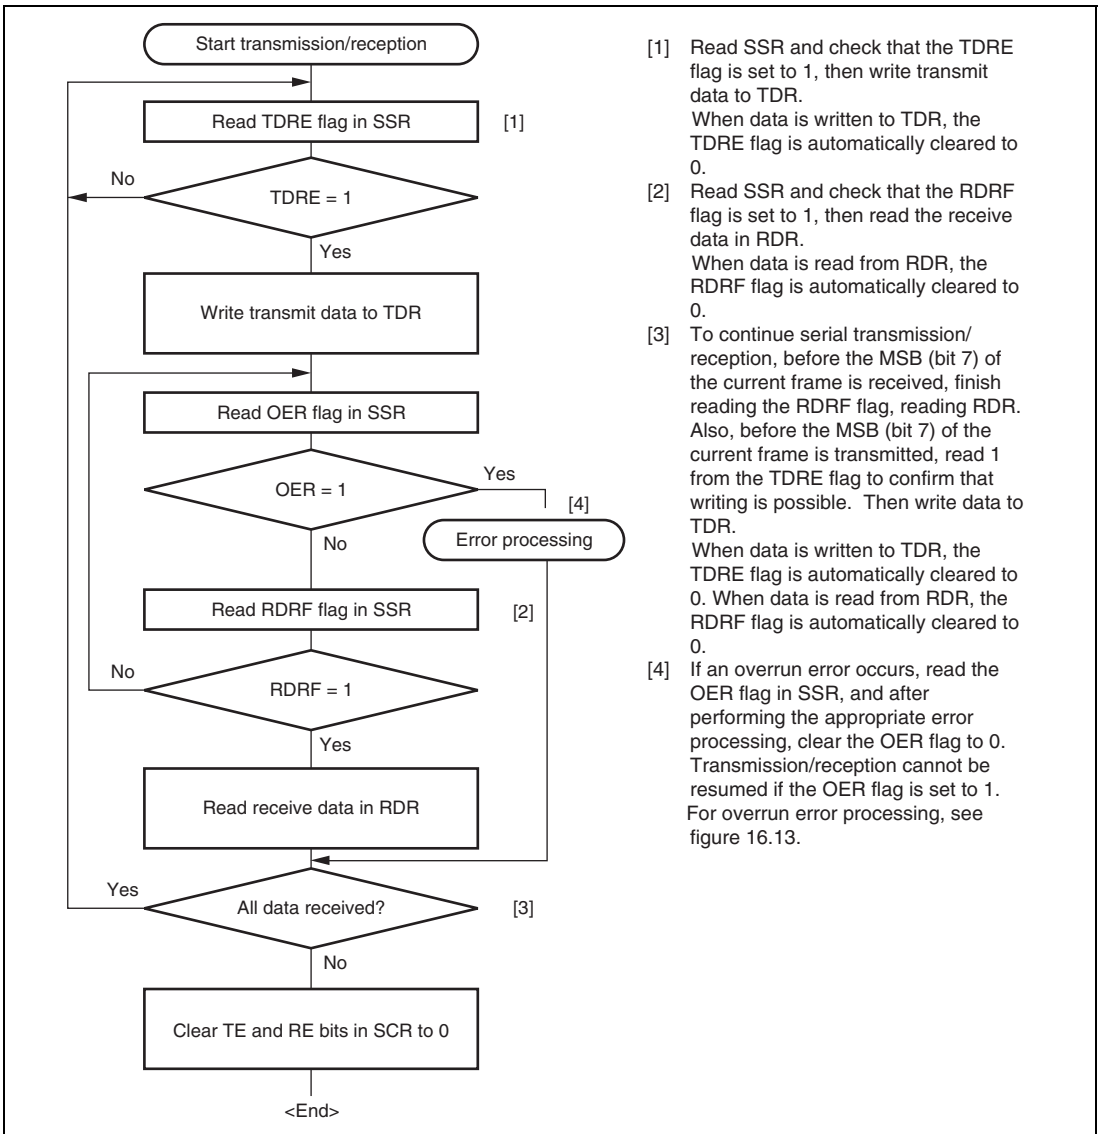 Start transmission/reception
Read TDRE flag in SSR
[1]
No
TDRE = 1
Yes
Write transmit data to TDR
Read OER flag in SSR
OER = 1
Yes
[4]
No
Error processing
Read RDRF flag in SSR
[2]
No
RDRF = 1
Yes
Read receive data in RDR
Yes
All data received?
[3]
No
Clear TE and RE bits in SCR to 0
<End>
[1] Read SSR and check that the TDRE
flag is set to 1, then write transmit
data to TDR.
When data is written to TDR, the
TDRE flag is automatically cleared to
0.
[2] Read SSR and check that the RDRF
flag is set to 1, then read the receive
data in RDR.
When data is read from RDR, the
RDRF flag is automatically cleared to
0.
[3] To continue serial transmission/
reception, before the MSB (bit 7) of
the current frame is received, finish
reading the RDRF flag, reading RDR.
Also, before the MSB (bit 7) of the
current frame is transmitted, read 1
from the TDRE flag to confirm that
writing is possible. Then write data to
TDR.
When data is written to TDR, the
TDRE flag is automatically cleared to
0. When data is read from RDR, the
RDRF flag is automatically cleared to
0.
[4] If an overrun error occurs, read the
OER flag in SSR, and after
performing the appropriate error
processing, clear the OER flag to 0.
Transmission/reception cannot be
resumed if the OER flag is set to 1.
For overrun error processing, see
figure 16.13.